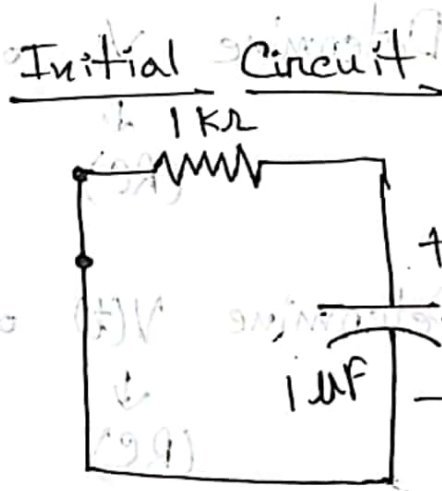 Initial Circuit
1 KΩ
+
1 μF
-